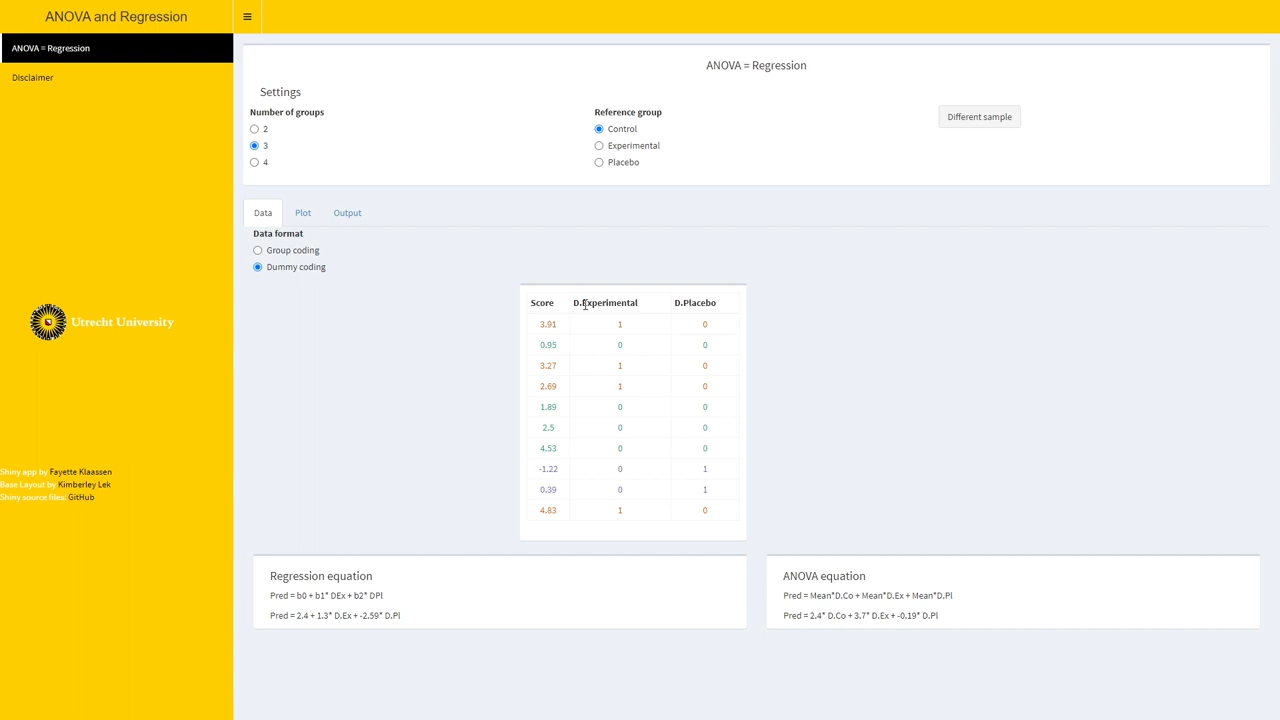 ANOVA and Regression
ANOVA = Regression
Disclaimer
Utrecht University
Shiny app by Fayette Klaassen
Base Layout by Kimberley Lek
Shiny source files: GitHub
ANOVA = Regression
Settings
Number of groups
2
3
4
Reference group
Control
Experimental
Placebo
Different sample
Data Plot Output
Data format
Group coding
Dummy coding
Score D.Experimental D.Placebo
3.91 1 0
0.95 0 0
3.27 1 0
2.69 1 0
1.89 0 0
2.5 0 0
4.53 0 0
-1.22 0 1
0.39 0 1
4.83 1 0
Regression equation
Pred = b0 + b1* DEx + b2* DPl
Pred = 2.4 + 1.3* D.Ex + -2.59* D.Pl
ANOVA equation
Pred = Mean*D.Co + Mean*D.Ex + Mean*D.Pl
Pred = 2.4* D.Co + 3.7* D.Ex + -0.19* D.Pl